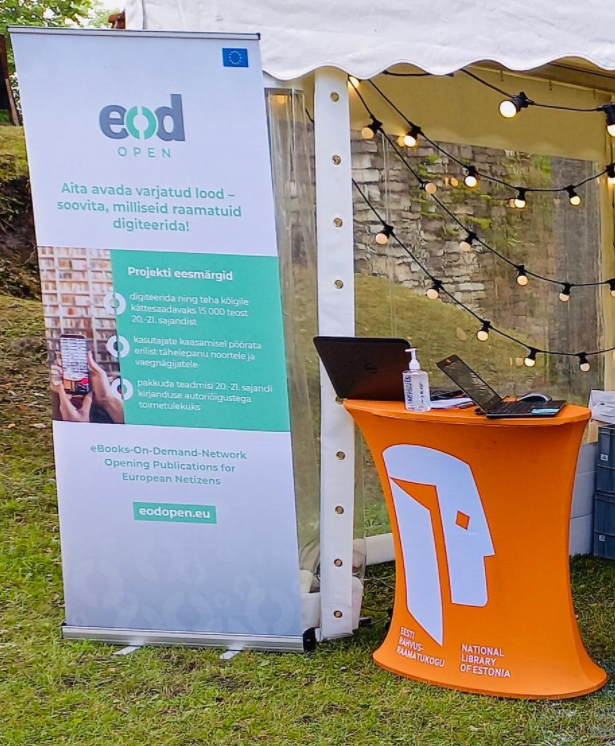 eod
OPEN
Aita avada varjatud lood –
soovita, milliseid raamatuid
digiteerida!
Projekti eesmärgid
digiteerida ning teha kõigile
kättesaadavaks 15 000 teost
20.-21. sajandist
kasutajate kaasamisel pöörata
erilist tähelepanu noortele ja
vaegnägijatele
pakkuda teadmisi 20.-21. sajandi
kirjanduse autoriõigustega
toimetulekuks
eBooks-On-Demand-Network
Opening Publications for
European Netizens
eodopen.eu
EESTI
RAHVUS-
RAAMATUKOGU
NATIONAL
LIBRARY
OF ESTONIA